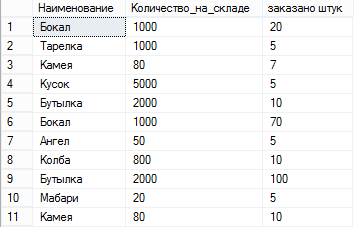 Наименование Количество_на_складе заказано штук
1 Бокал 1000 20
2 Тарелка 1000 5
3 Камея 80 7
4 Кусок 5000 5
5 Бутылка 2000 10
6 Бокал 1000 70
7 Ангел 50 5
8 Колба 800 10
9 Бутылка 2000 100
10 Мабари 20 5
11 Камея 80 10